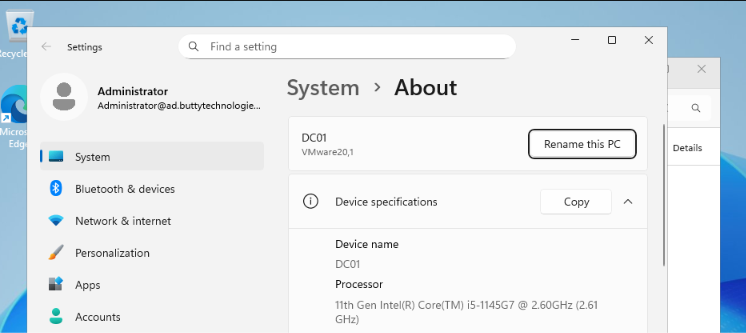 Recycle
Micros
Edge
Settings
Find a setting
Administrator
Administrator@ad.buttytechnologie...
System
Bluetooth & devices
Network & internet
Personalization
Apps
Accounts
System > About
DC01
VMware20,1
Rename this PC
Device specifications
Copy
Device name
DC01
Processor
11th Gen Intel(R) Core(TM) i5-1145G7 @ 2.60GHz (2.61
GHz)
Details